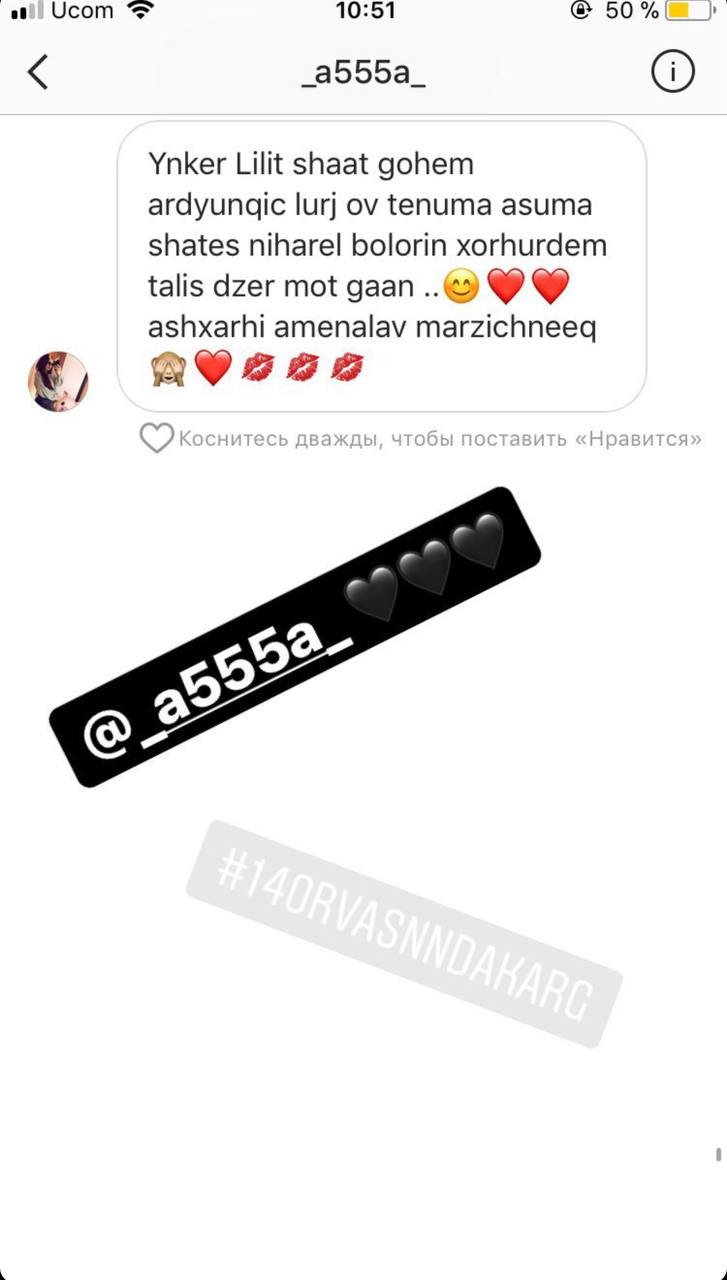 Ucom 10:51 50 %
_a555a_
Ynker Lilit shaat gohem
ardyunqic lurj ov tenuma asuma
shates niharel bolorin xorhurdem
talis dzer mot gaan ..😊❤️❤️
ashxarhi amenalav marzichneeq
🙈❤️💋💋💋
Коснитесь дважды, чтобы поставить «Нравится»
@_a555a_🖤🖤🖤
#14ORVASNNDAKARG